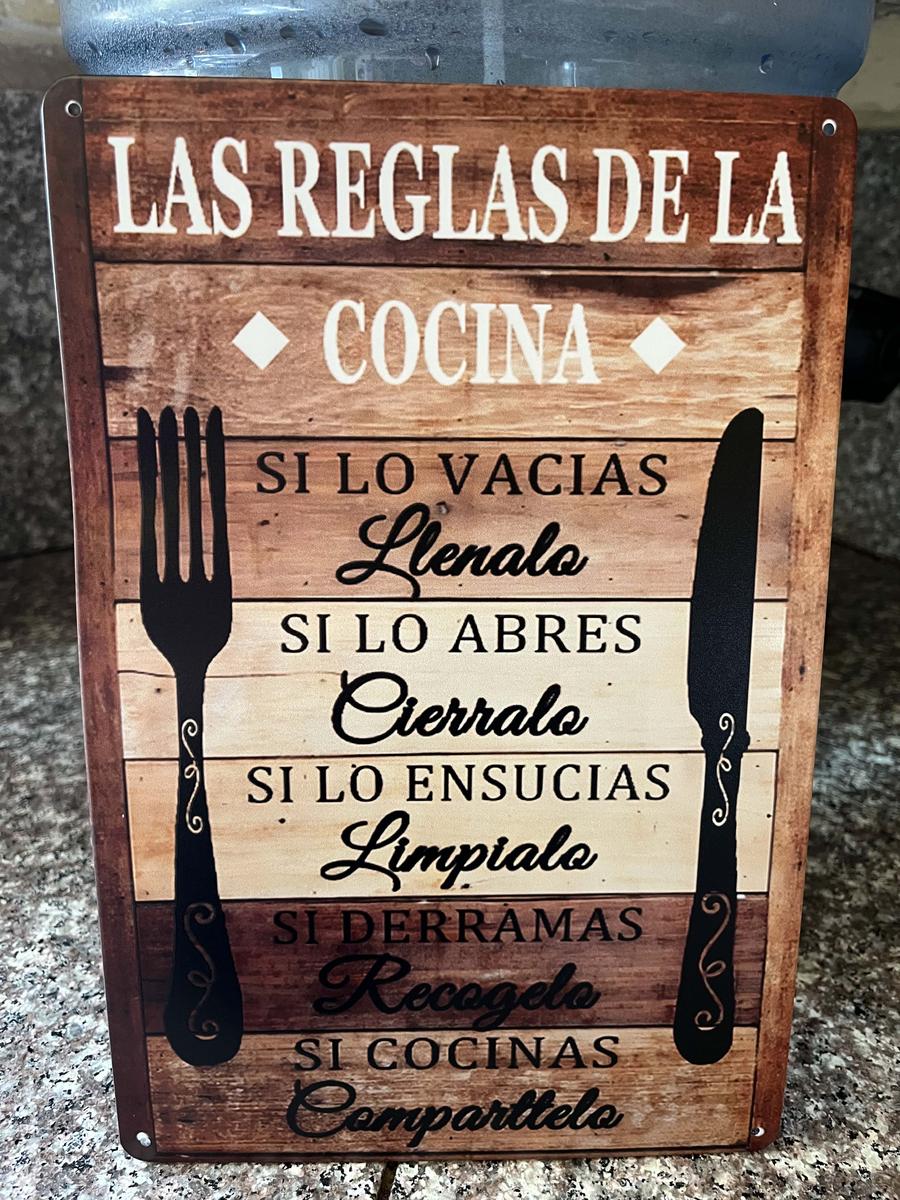 LAS REGLAS DE LA
COCINA
SI LO VACIAS
Llenalo
SI LO ABRES
Cierralo
SI LO ENSUCIAS
Limpialo
SI DERRAMAS
Recogelo
SI COCINAS
Comparttelo